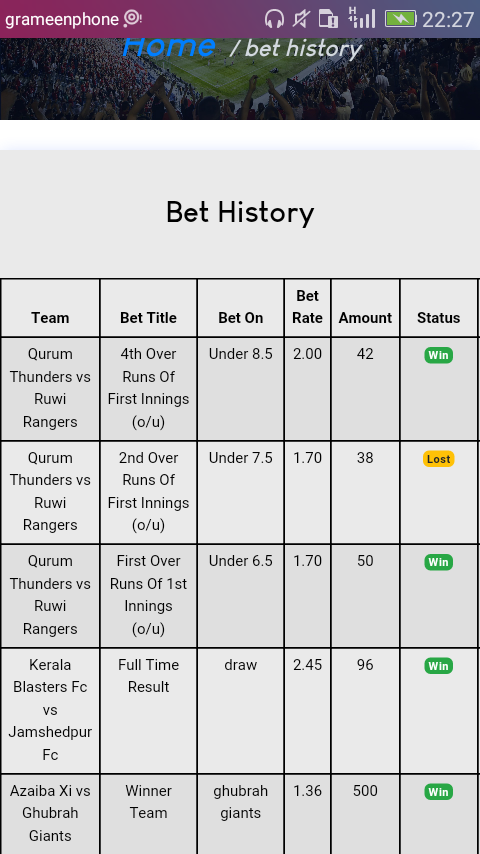 grameenphone 22:27
Home / bet history
Bet History
Team Bet Title Bet On Bet Rate Amount Status
Qurum Thunders vs Ruwi Rangers 4th Over Runs Of First Innings (o/u) Under 8.5 2.00 42 Win
Qurum Thunders vs Ruwi Rangers 2nd Over Runs Of First Innings (o/u) Under 7.5 1.70 38 Lost
Qurum Thunders vs Ruwi Rangers First Over Runs Of 1st Innings (o/u) Under 6.5 1.70 50 Win
Kerala Blasters Fc vs Jamshedpur Fc Full Time Result draw 2.45 96 Win
Azaiba Xi vs Ghubrah Giants Winner Team ghubrah giants 1.36 500 Win